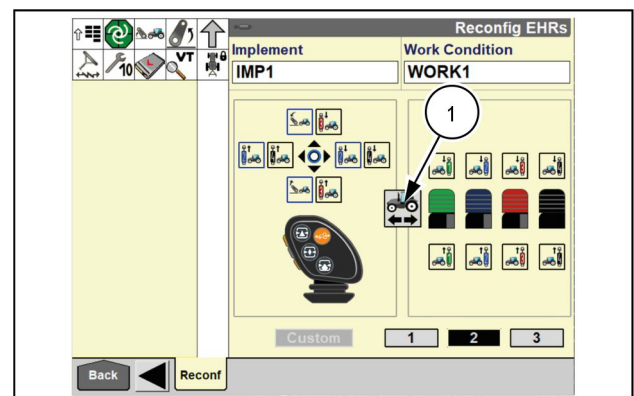 Reconfig EHRs
VT
10
Implement
Work Condition
IMP1
WORK1
1
Custom
1
2
3
Back
Reconf